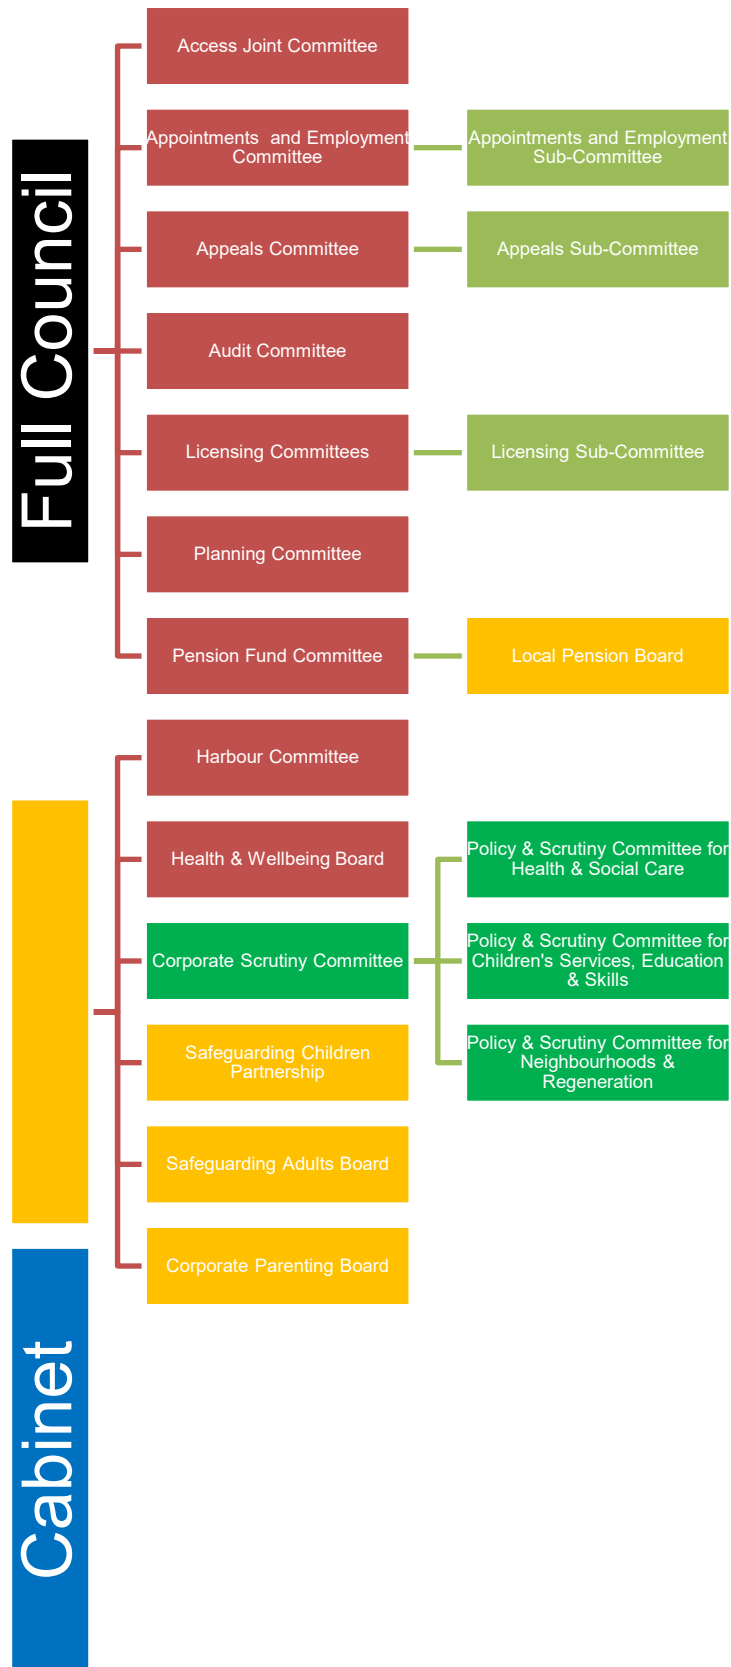 Full Council
Access Joint Committee
Appointments  and Employment
Committee
Appointments and Employment
Sub-Committee
Appeals Committee
Appeals Sub-Committee
Audit Committee
Licensing Committees
Licensing Sub-Committee
Planning Committee
Pension Fund Committee
Local Pension Board
Harbour Committee
Health & Wellbeing Board
Corporate Scrutiny Committee
Policy & Scrutiny Committee for
Health & Social Care
Policy & Scrutiny Committee for
Children's Services, Education
& Skills
Policy & Scrutiny Committee for
Neighbourhoods &
Regeneration
Safeguarding Children
Partnership
Safeguarding Adults Board
Corporate Parenting Board
Cabinet